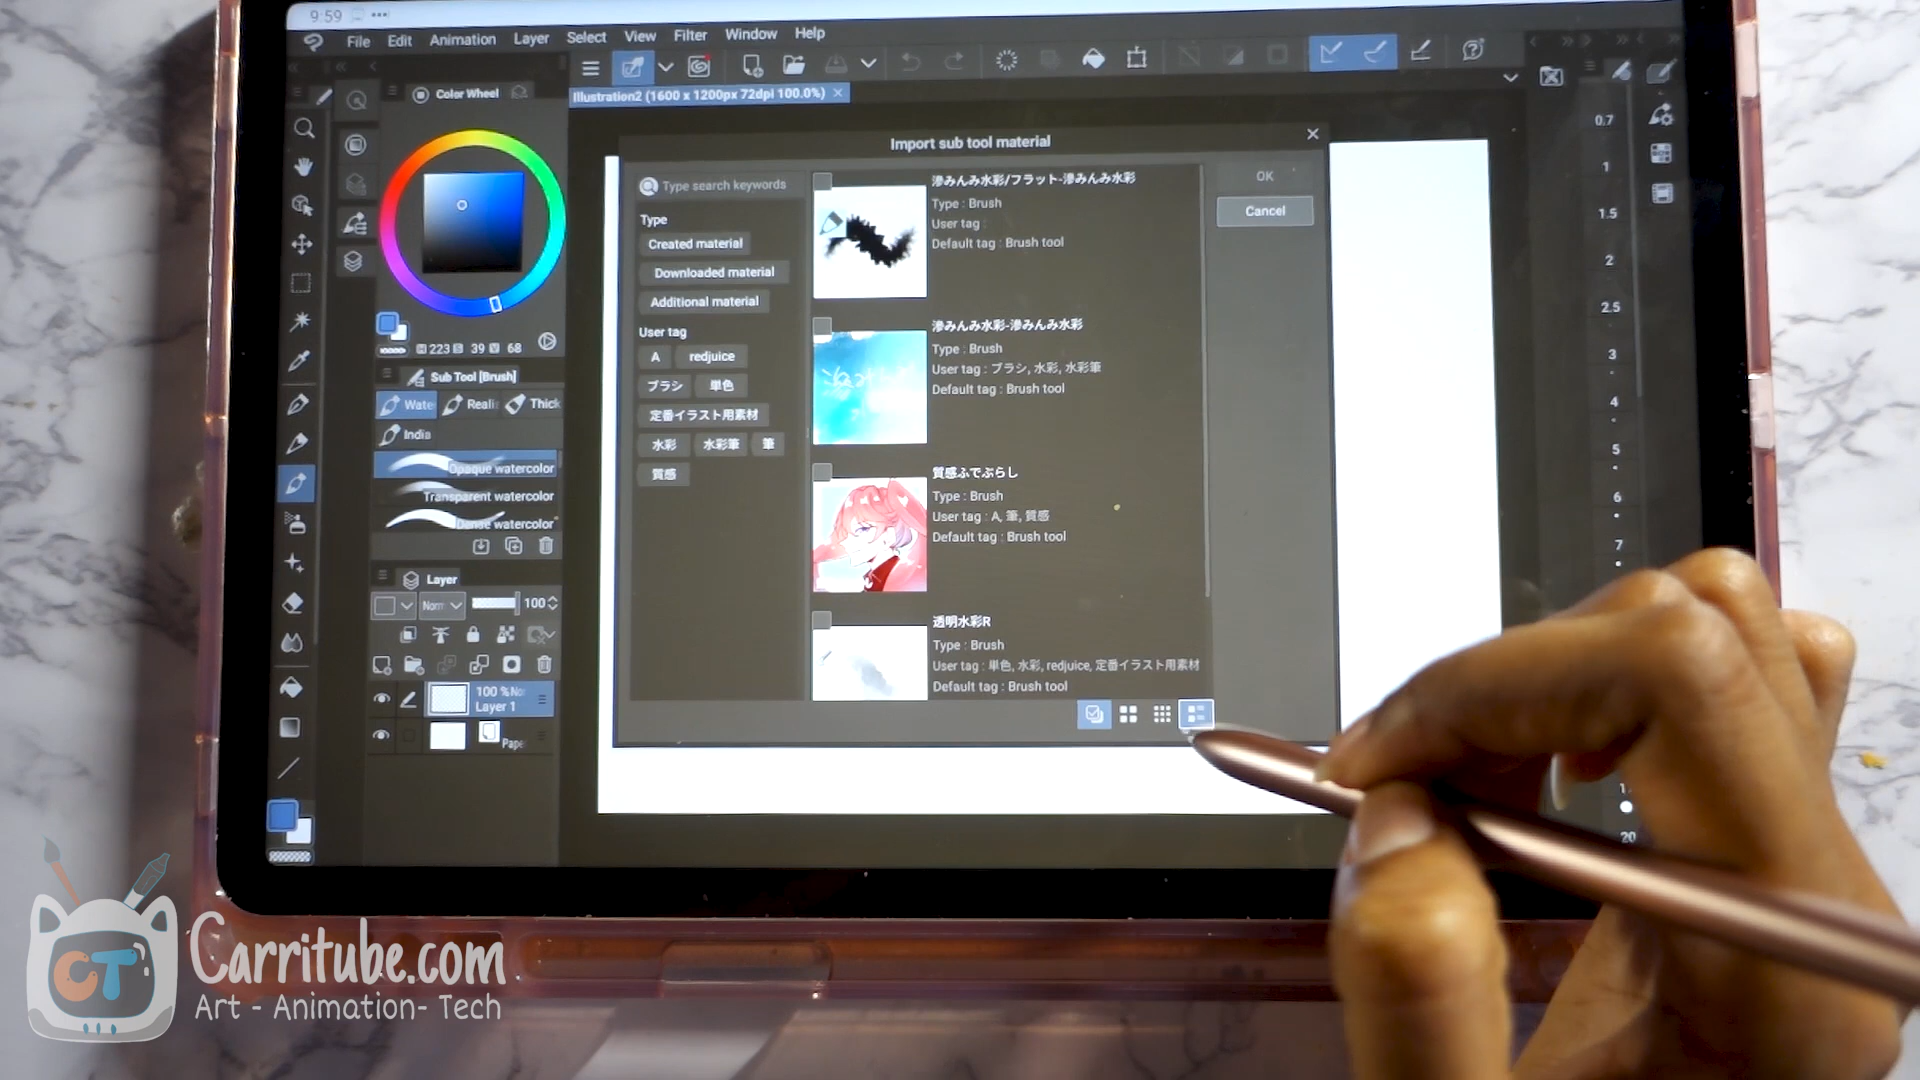 9:59
File Edit Animation Layer Select View Filter Window Help
Color Wheel
Illustration2 (1600 x 1200px 72dpi 100.0%)
Import sub tool material
Type search keywords
Type
Created material
Downloaded material
Additional material
User tag
A redjuice
ブラシ 単色
定番イラスト用素材
水彩 水彩筆 筆
質感
滲みんみ水彩/フラット-滲みんみ水彩
Type : Brush
User tag :
Default tag : Brush tool
滲みんみ水彩-滲みんみ水彩
Type : Brush
User tag : ブラシ, 水彩, 水彩筆
Default tag : Brush tool
質感ふでぶらし
Type : Brush
User tag : A, 筆, 質感
Default tag : Brush tool
透明水彩R
Type : Brush
User tag : 単色, 水彩, redjuice, 定番イラスト用素材
Default tag : Brush tool
OK
Cancel
H 223 S 39 V 68
Sub Tool [Brush]
Wate Reali Thick
India
Opaque watercolor
Transparent watercolor
Dense watercolor
Layer
Norr 100
100 % No
Layer 1
Pape
0.7
1
1.5
2
2.5
3
4
5
6
7
20
CT
Carritube.com
Art - Animation- Tech